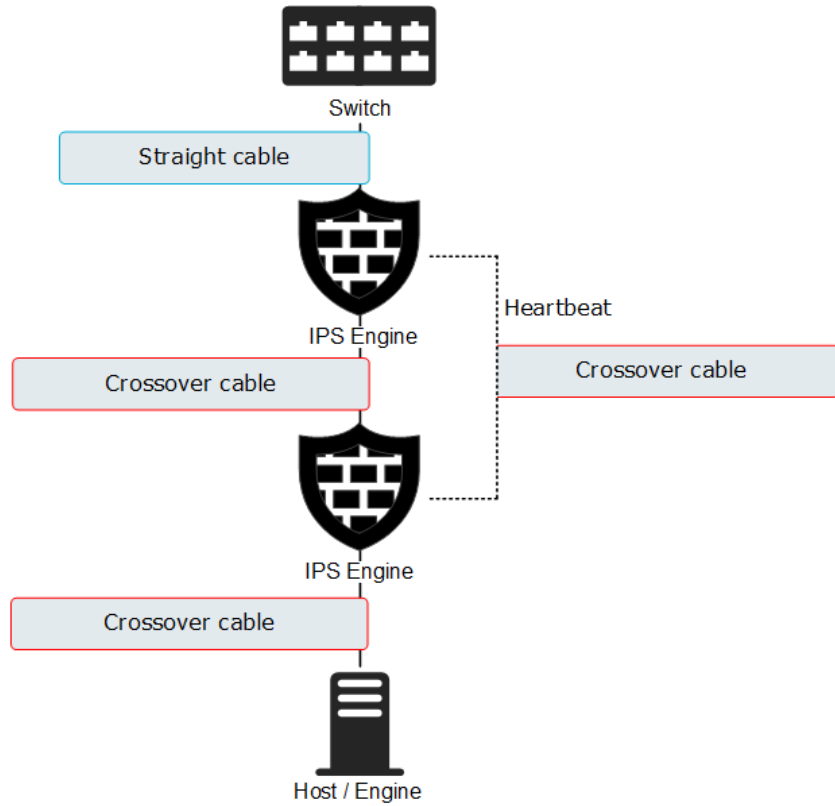 Switch
Straight cable
IPS Engine
Heartbeat
Crossover cable
Crossover cable
IPS Engine
Crossover cable
Host / Engine